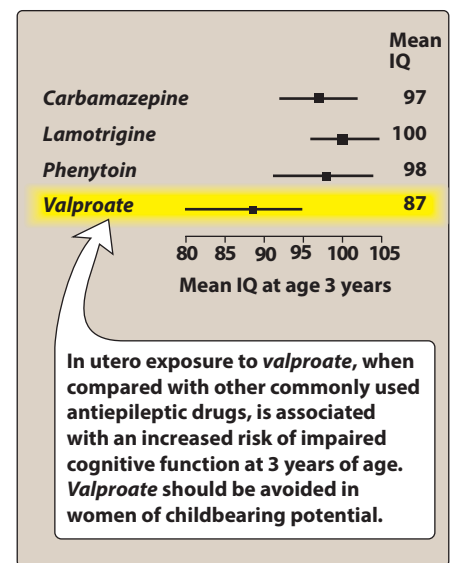 Mean
IQ
Carbamazepine 97
Lamotrigine 100
Phenytoin 98
Valproate 87
80 85 90 95 100 105
Mean IQ at age 3 years
In utero exposure to valproate, when
compared with other commonly used
antiepileptic drugs, is associated
with an increased risk of impaired
cognitive function at 3 years of age.
Valproate should be avoided in
women of childbearing potential.